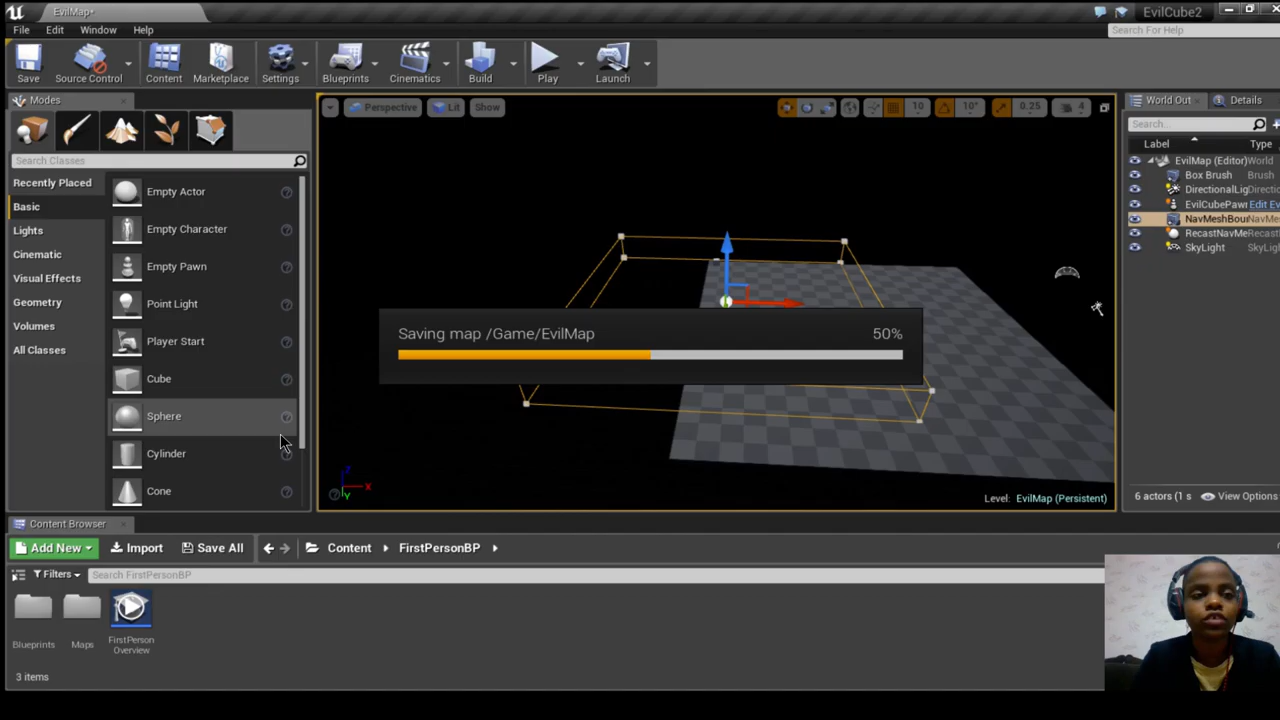 EvilMap*
EvilCube2
File Edit Window Help
Search For Help
Save Source Control Content Marketplace Settings Blueprints Cinematics Build Play Launch
Modes
Search Classes
Recently Placed
Basic
Lights
Cinematic
Visual Effects
Geometry
Volumes
All Classes
Empty Actor
Empty Character
Empty Pawn
Point Light
Player Start
Cube
Sphere
Cylinder
Cone
Perspective Lit Show
10 10° 0.25 4
Saving map /Game/EvilMap 50%
Z
X
Y
Level: EvilMap (Persistent)
World Out Details
Search...
Label Type
EvilMap (Editor) World
Box Brush Brush
DirectionalLig Directio
EvilCubePawn Edit Ev
NavMeshBour NavMes
RecastNavMe Recast
SkyLight SkyLigh
6 actors (1 s View Options
Content Browser
Add New Import Save All Content FirstPersonBP
Filters Search FirstPersonBP
Blueprints
Maps
FirstPerson
Overview
3 items